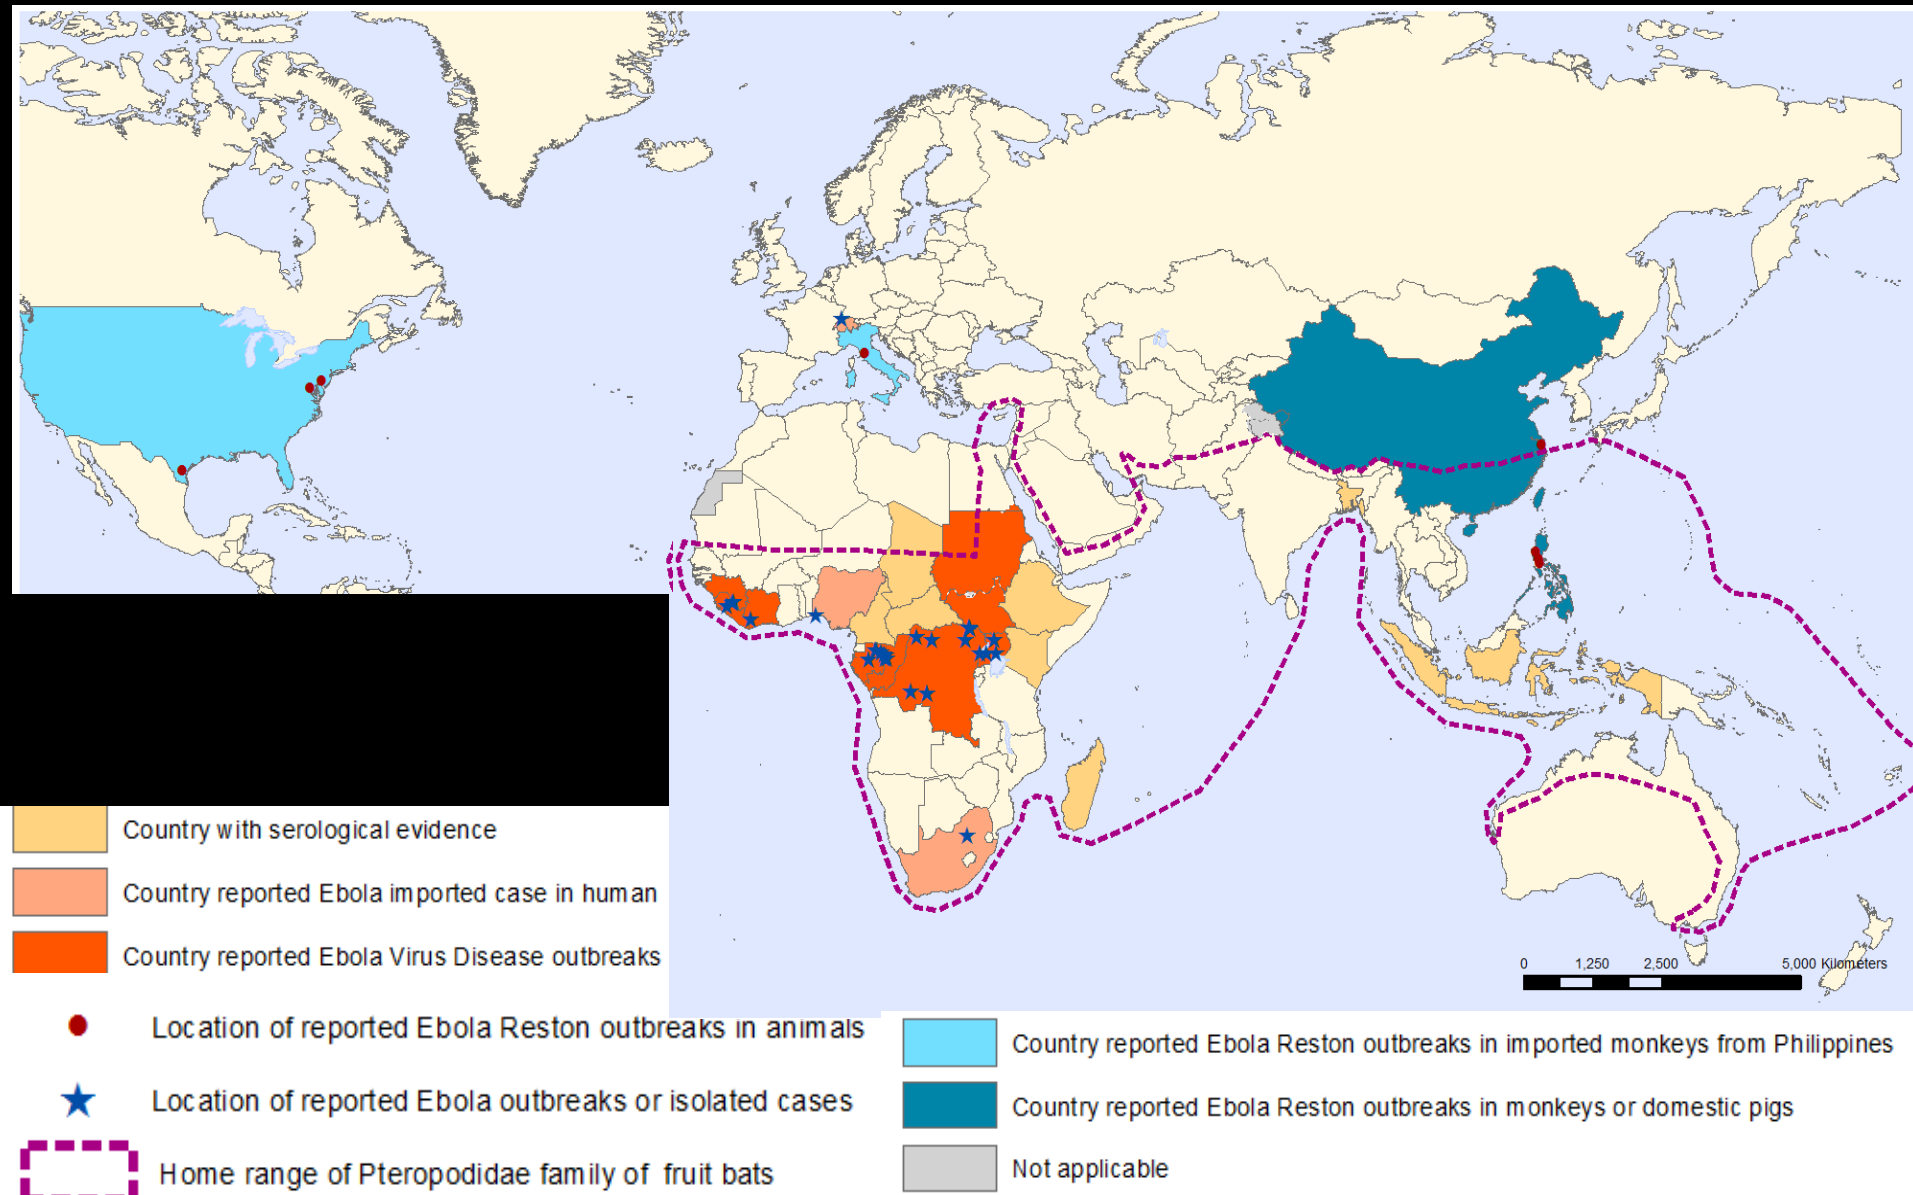 0 1,250 2,500 5,000 Kilometers
Country with serological evidence
Country reported Ebola imported case in human
Country reported Ebola Virus Disease outbreaks
Location of reported Ebola Reston outbreaks in animals
Location of reported Ebola outbreaks or isolated cases
Home range of Pteropodidae family of fruit bats
Country reported Ebola Reston outbreaks in imported monkeys from Philippines
Country reported Ebola Reston outbreaks in monkeys or domestic pigs
Not applicable